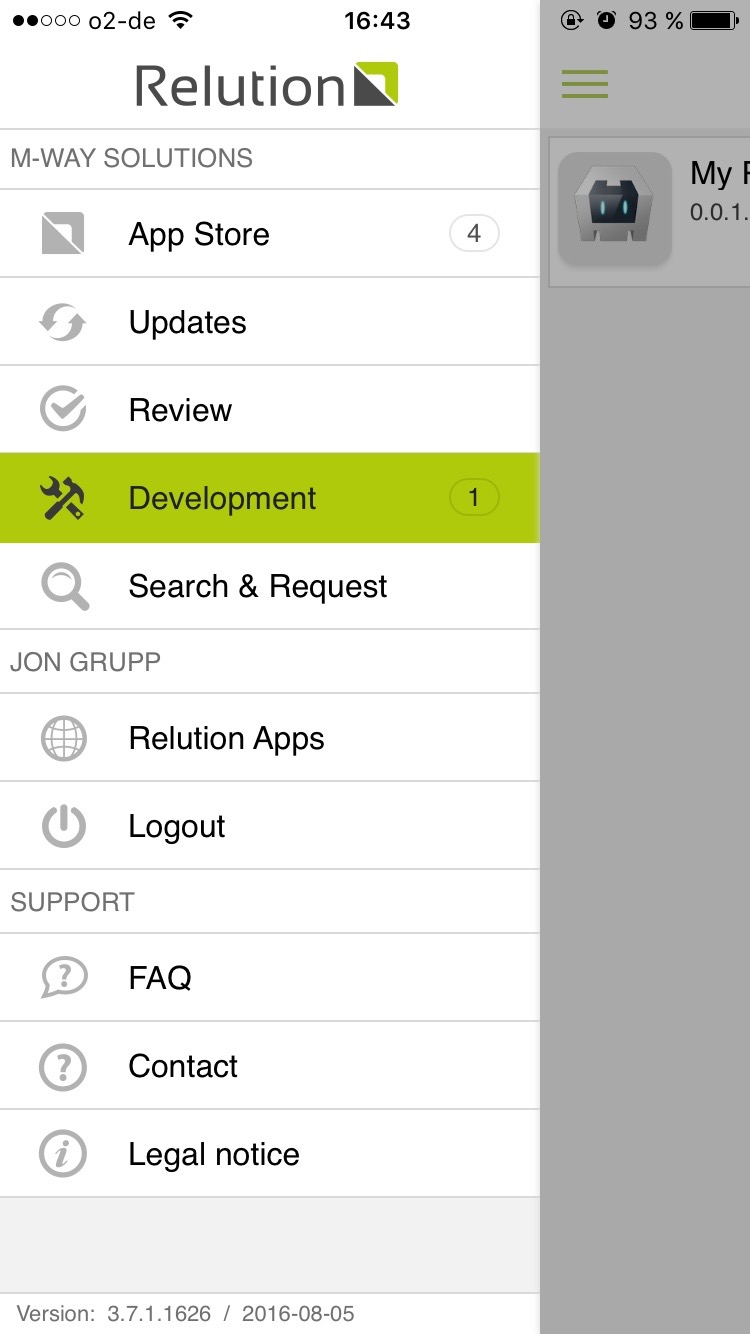 o2-de 16:43 93 %
Relution
M-WAY SOLUTIONS
App Store 4
Updates
Review
Development 1
Search & Request
JON GRUPP
Relution Apps
Logout
SUPPORT
FAQ
Contact
Legal notice
Version: 3.7.1.1626 / 2016-08-05
My
0.0.1.